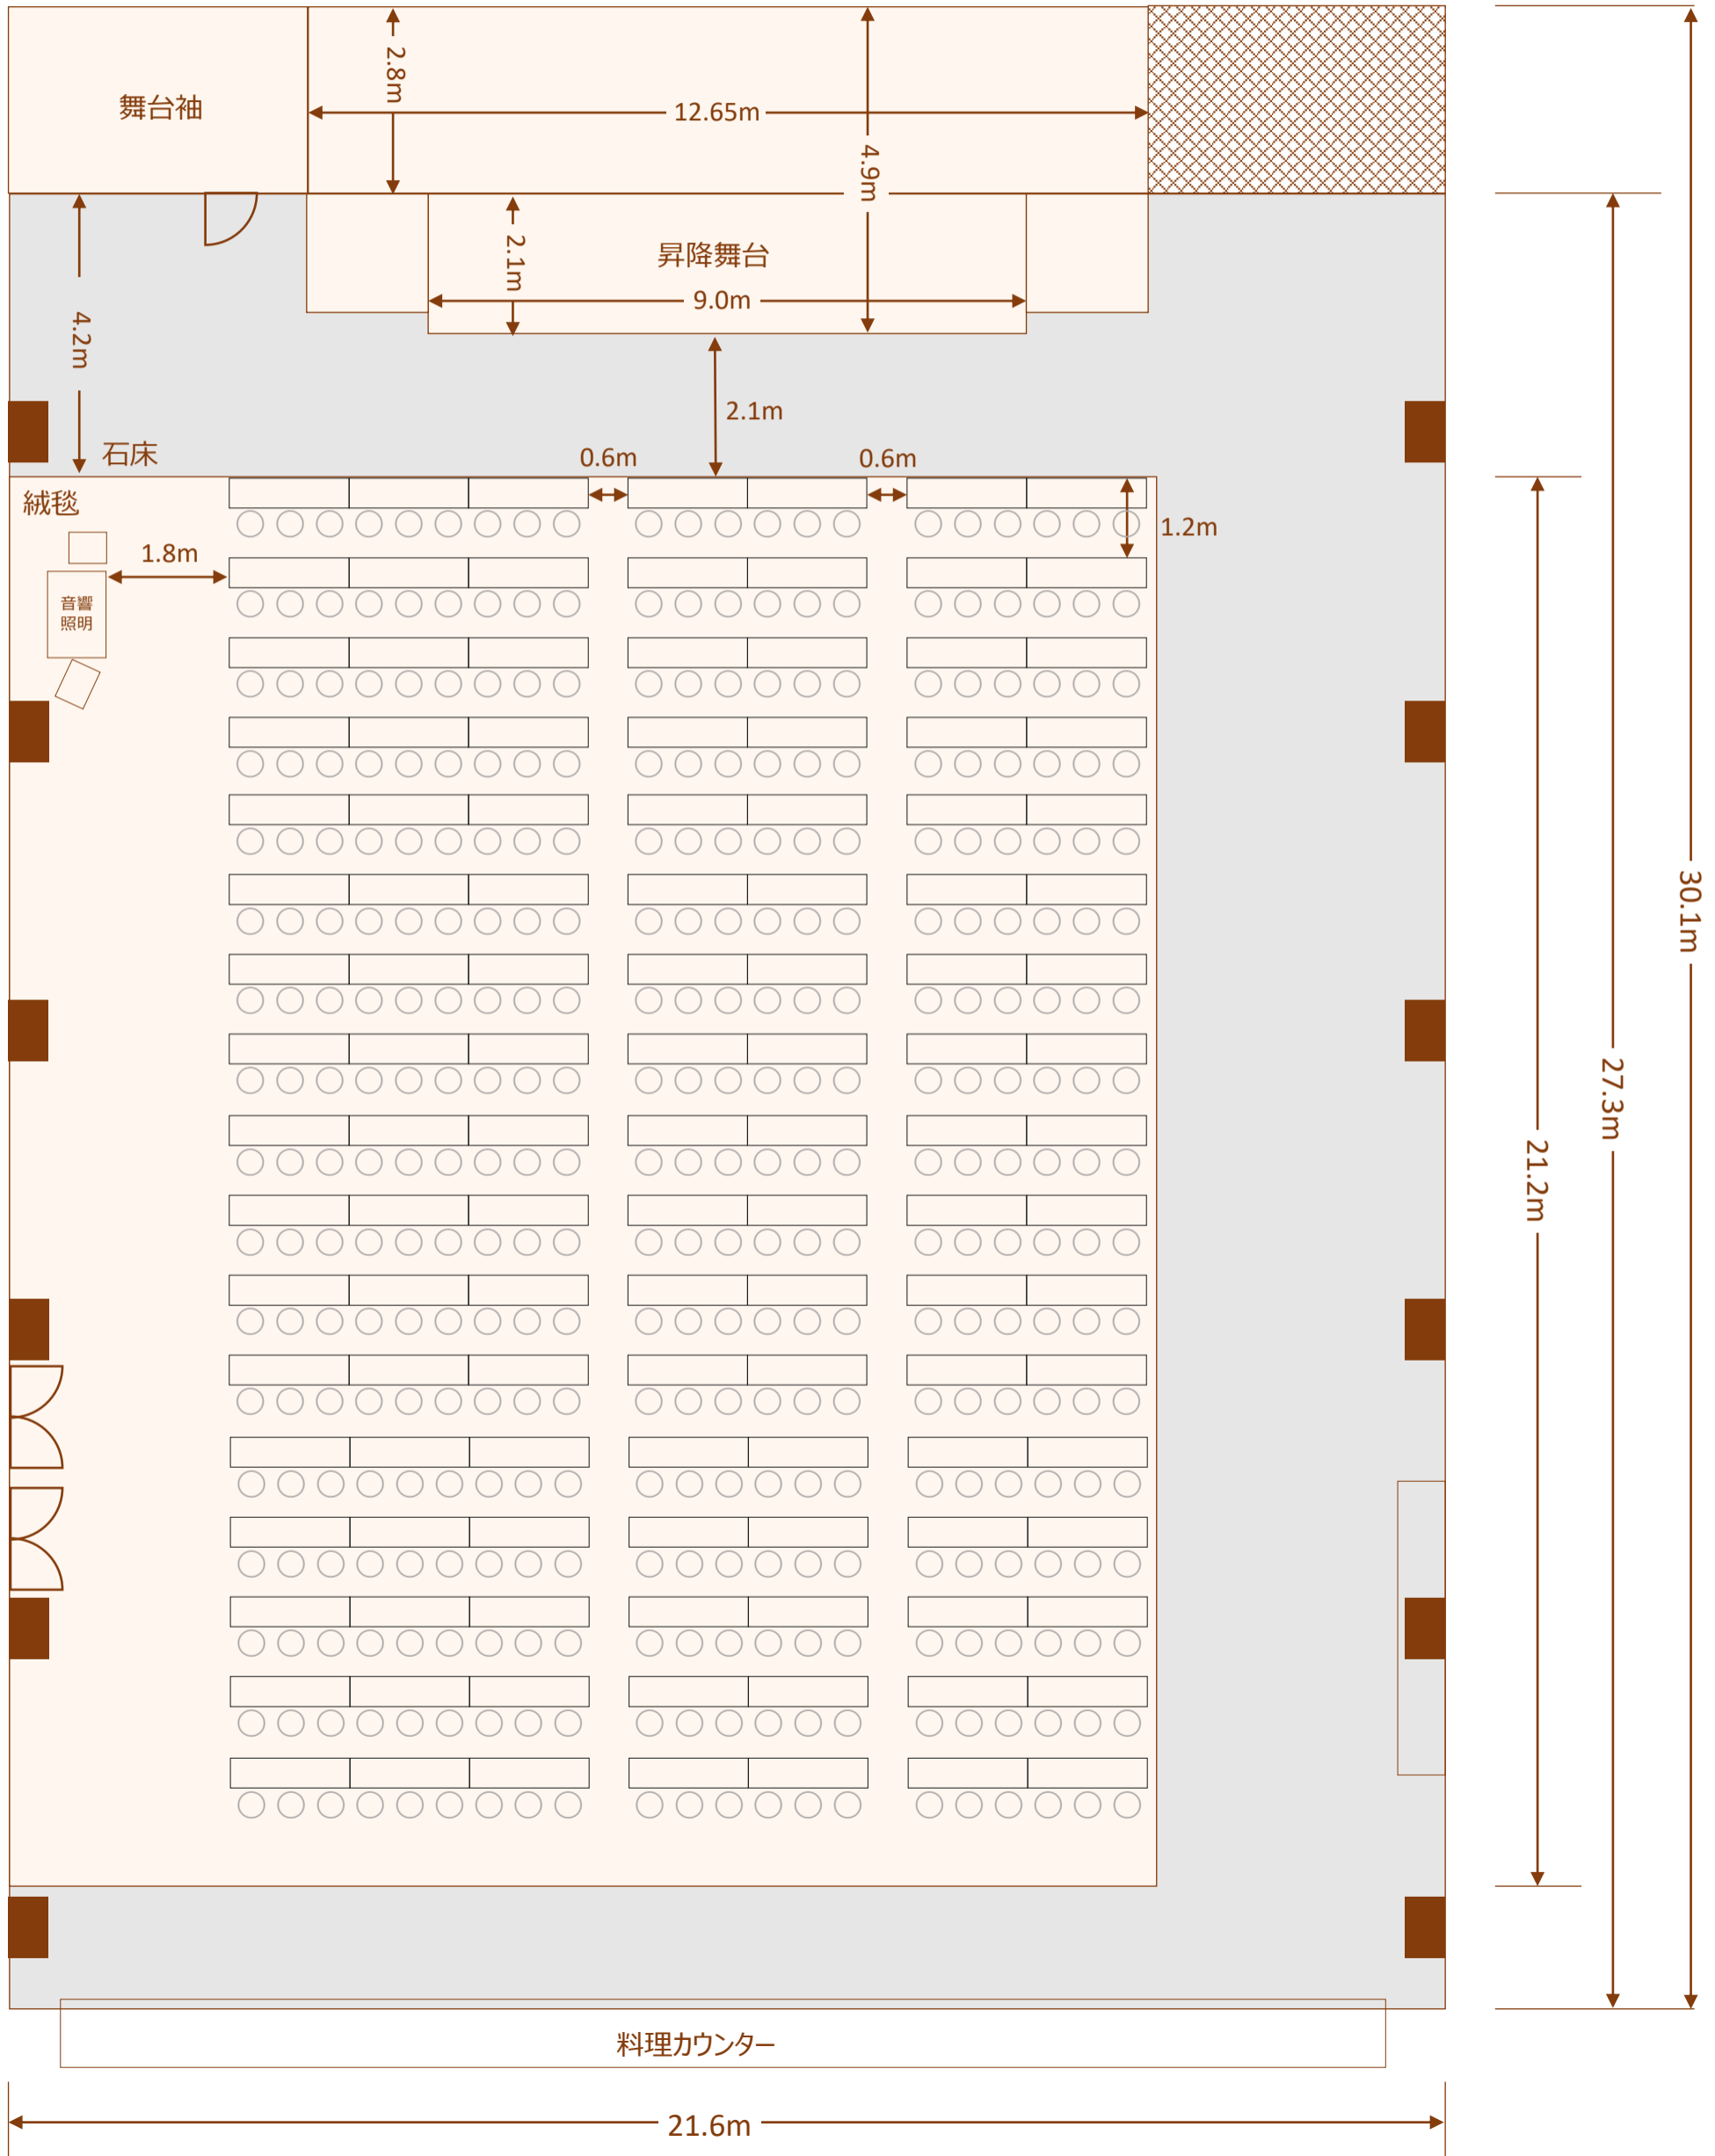 舞台袖
2.8m
12.65m
4.9m
昇降舞台
2.1m
9.0m
4.2m
2.1m
石床
0.6m
0.6m
絨毯
1.2m
1.8m
音響
照明
30.1m
27.3m
21.2m
料理カウンター
21.6m